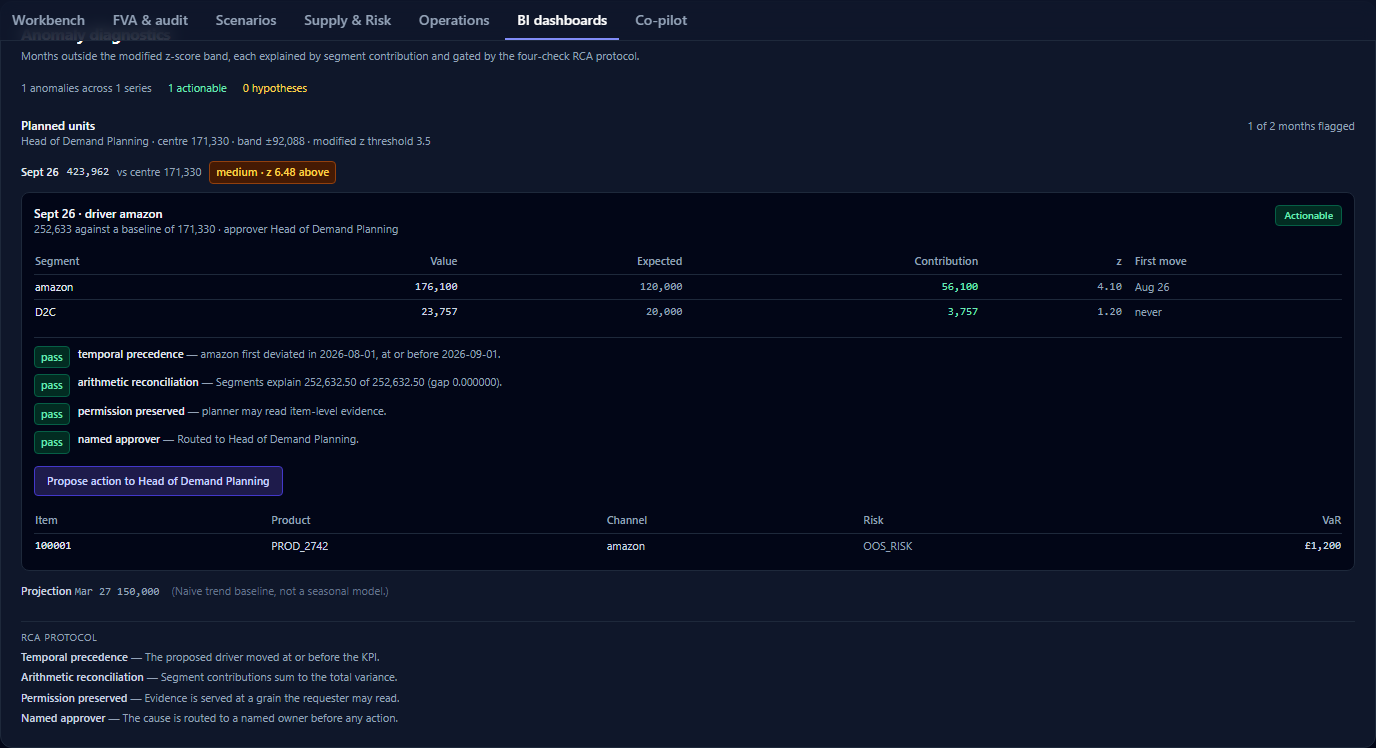 Workbench FVA & audit Scenarios Supply & Risk Operations BI dashboards Co-pilot
Anomaly diagnostics
Months outside the modified z-score band, each explained by segment contribution and gated by the four-check RCA protocol.
1 anomalies across 1 series 1 actionable 0 hypotheses
Planned units 1 of 2 months flagged
Head of Demand Planning · centre 171,330 · band ±92,088 · modified z threshold 3.5
Sept 26 423,962 vs centre 171,330 medium · z 6.48 above
Sept 26 · driver amazon Actionable
252,633 against a baseline of 171,330 · approver Head of Demand Planning
Segment Value Expected Contribution z First move
amazon 176,100 120,000 56,100 4.10 Aug 26
D2C 23,757 20,000 3,757 1.20 never
pass temporal precedence — amazon first deviated in 2026-08-01, at or before 2026-09-01.
pass arithmetic reconciliation — Segments explain 252,632.50 of 252,632.50 (gap 0.000000).
pass permission preserved — planner may read item-level evidence.
pass named approver — Routed to Head of Demand Planning.
Propose action to Head of Demand Planning
Item Product Channel Risk VaR
100001 PROD_2742 amazon OOS_RISK £1,200
Projection Mar 27 150,000 (Naive trend baseline, not a seasonal model.)
RCA PROTOCOL
Temporal precedence — The proposed driver moved at or before the KPI.
Arithmetic reconciliation — Segment contributions sum to the total variance.
Permission preserved — Evidence is served at a grain the requester may read.
Named approver — The cause is routed to a named owner before any action.